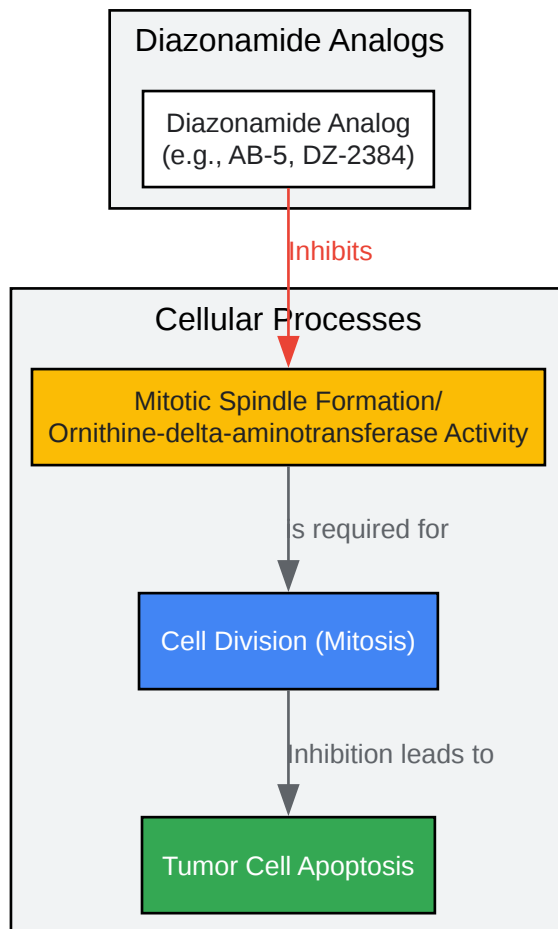 Diazonamide Analogs
Diazonamide Analog
(e.g., AB-5, DZ-2384)
Inhibits
Cellular Processes
Mitotic Spindle Formation/
Ornithine-delta-aminotransferase Activity
is required for
Cell Division (Mitosis)
Inhibition leads to
Tumor Cell Apoptosis